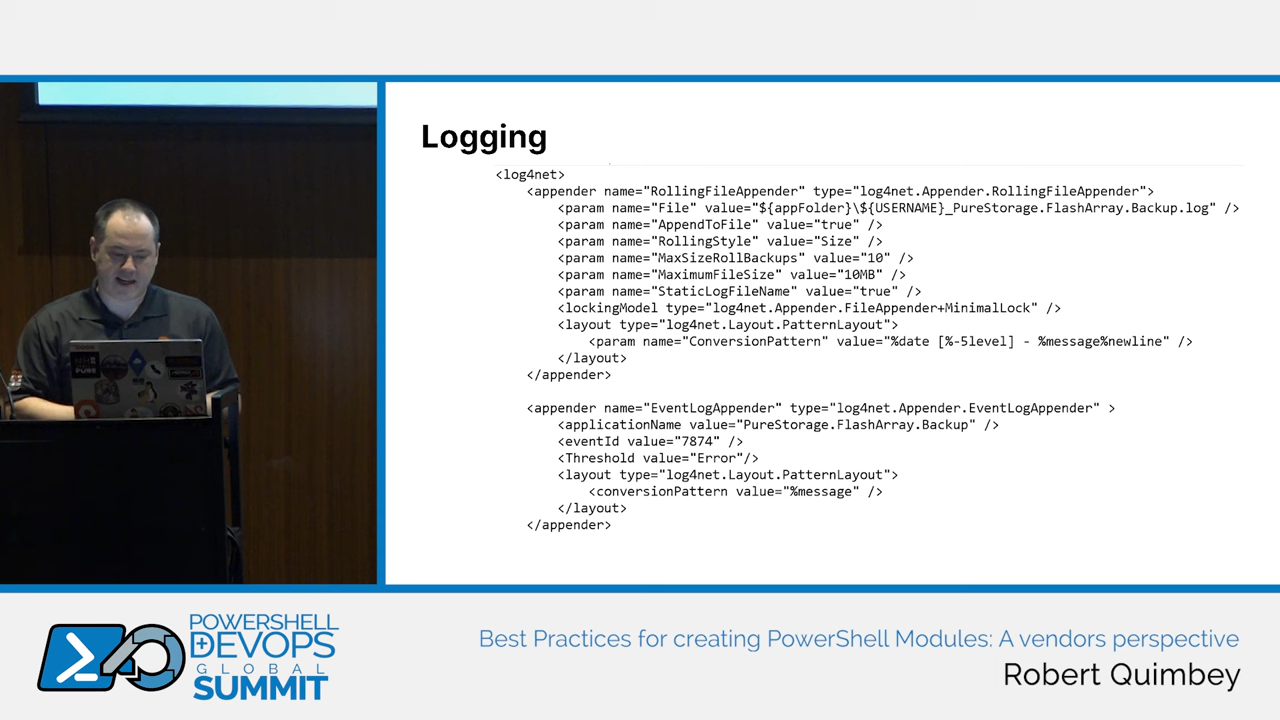 Logging
<log4net>
<appender name="RollingFileAppender" type="log4net.Appender.RollingFileAppender">
<param name="File" value="${appFolder}\${USERNAME}_PureStorage.FlashArray.Backup.log" />
<param name="AppendToFile" value="true" />
<param name="RollingStyle" value="Size" />
<param name="MaxSizeRollBackups" value="10" />
<param name="MaximumFileSize" value="10MB" />
<param name="StaticLogFileName" value="true" />
<lockingModel type="log4net.Appender.FileAppender+MinimalLock" />
<layout type="log4net.Layout.PatternLayout">
<param name="ConversionPattern" value="%date [%-5level] - %message%newline" />
</layout>
</appender>
<appender name="EventLogAppender" type="log4net.Appender.EventLogAppender" >
<applicationName value="PureStorage.FlashArray.Backup" />
<eventId value="7874" />
<Threshold value="Error"/>
<layout type="log4net.Layout.PatternLayout">
<conversionPattern value="%message" />
</layout>
</appender>
POWERSHELL
DEVOPS
GLOBAL
SUMMIT
Best Practices for creating PowerShell Modules: A vendors perspective
Robert Quimbey